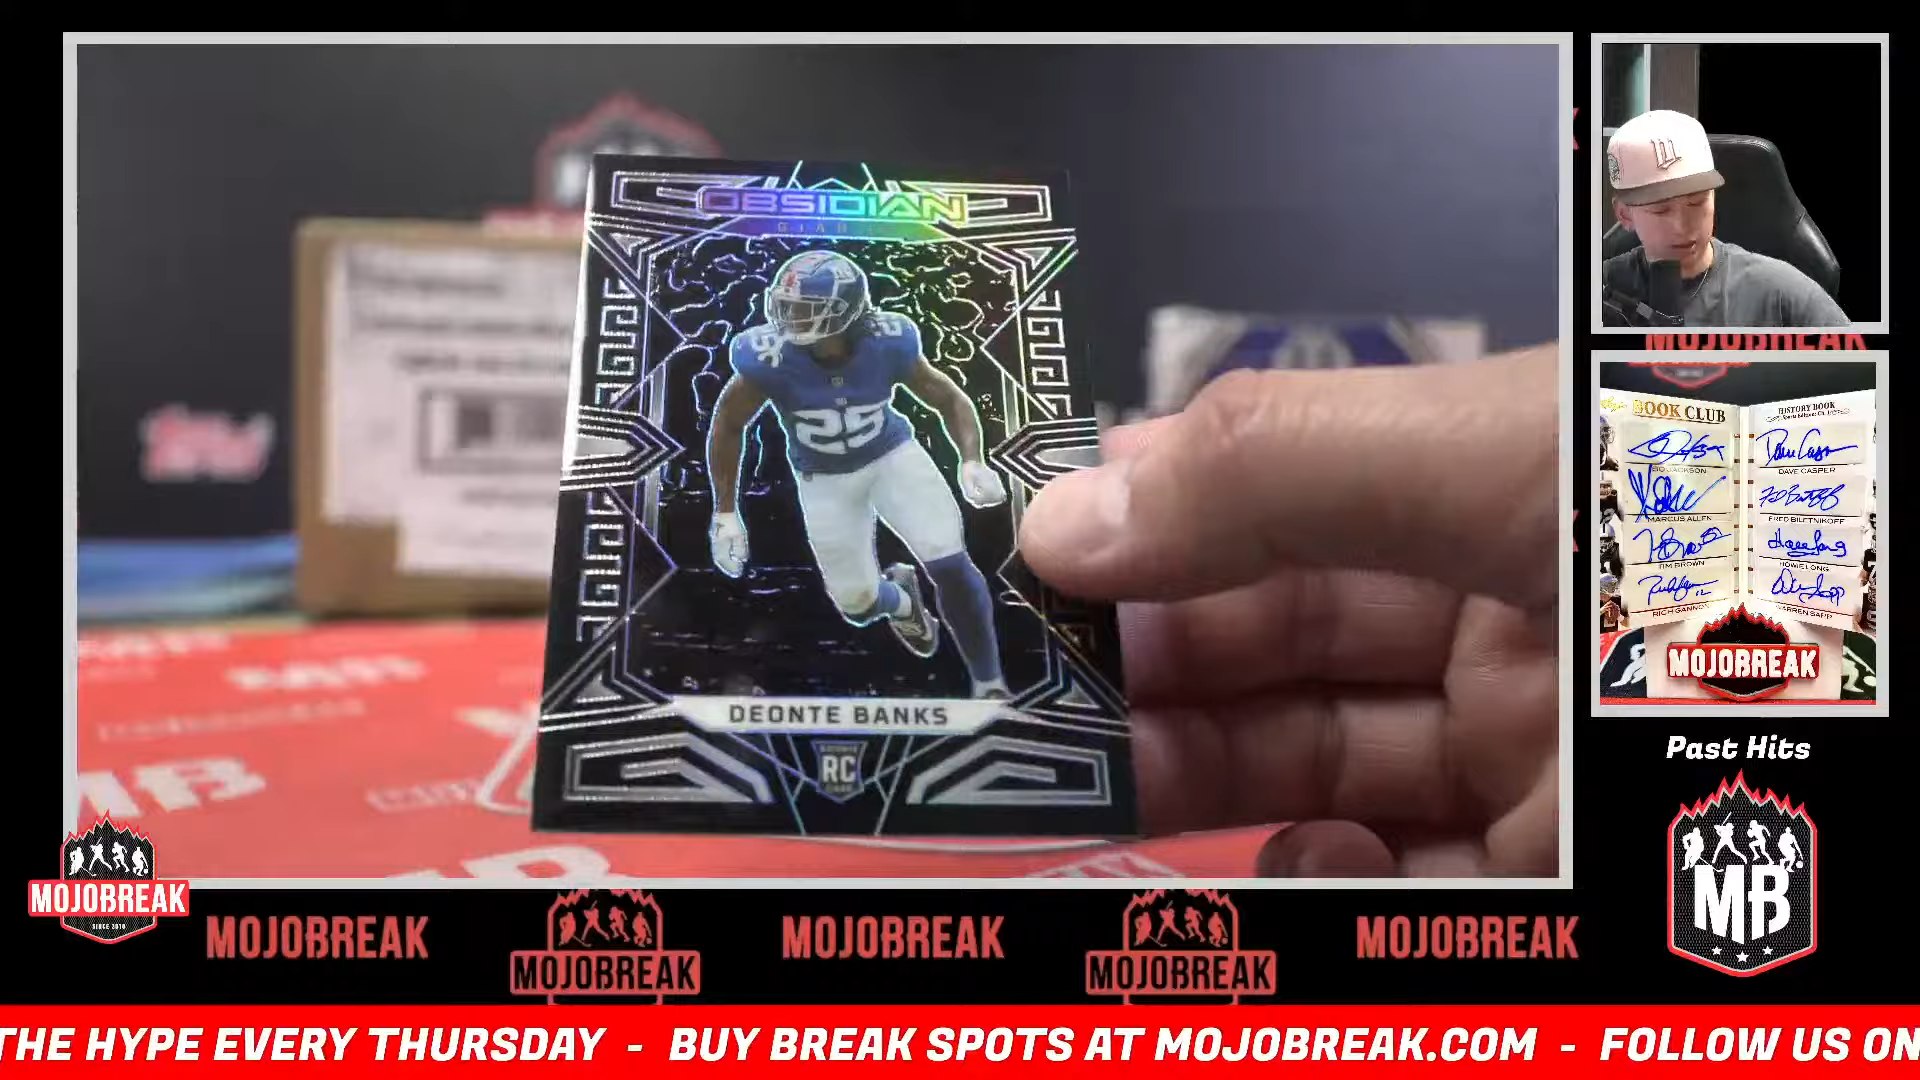 OBSIDIAN
25
DEONTE BANKS
RC
BOOK CLUB
HISTORY BOOK
BO JACKSON
DAVE CASPER
MARCUS ALLEN
FRED BILETNIKOFF
TIM BROWN
HOWIE LONG
RICH GANNON
WARREN SAPP
MOJOBREAK
Past Hits
MB
MOJOBREAK
SINCE 2010
MOJOBREAK
MOJOBREAK
MOJOBREAK
MOJOBREAK
MOJOBREAK
THE HYPE EVERY THURSDAY - BUY BREAK SPOTS AT MOJOBREAK.COM - FOLLOW US ON